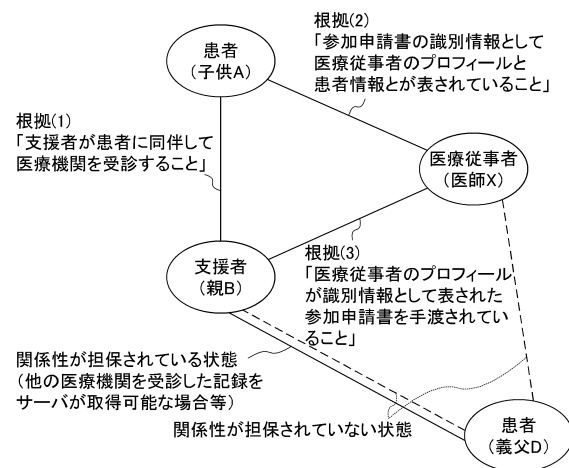 根拠(2)
「参加申請書の識別情報として
医療従事者のプロフィールと
患者情報とが表されていること」
患者
(子供A)
根拠(1)
「支援者が患者に同伴して
医療機関を受診すること」
医療従事者
(医師X)
支援者
(親B)
根拠(3)
「医療従事者のプロフィール
が識別情報として表された
参加申請書を手渡されてい
ること」
関係性が担保されている状態
(他の医療機関を受診した記録を
サーバが取得可能な場合等)
関係性が担保されていない状態
患者
(義父D)